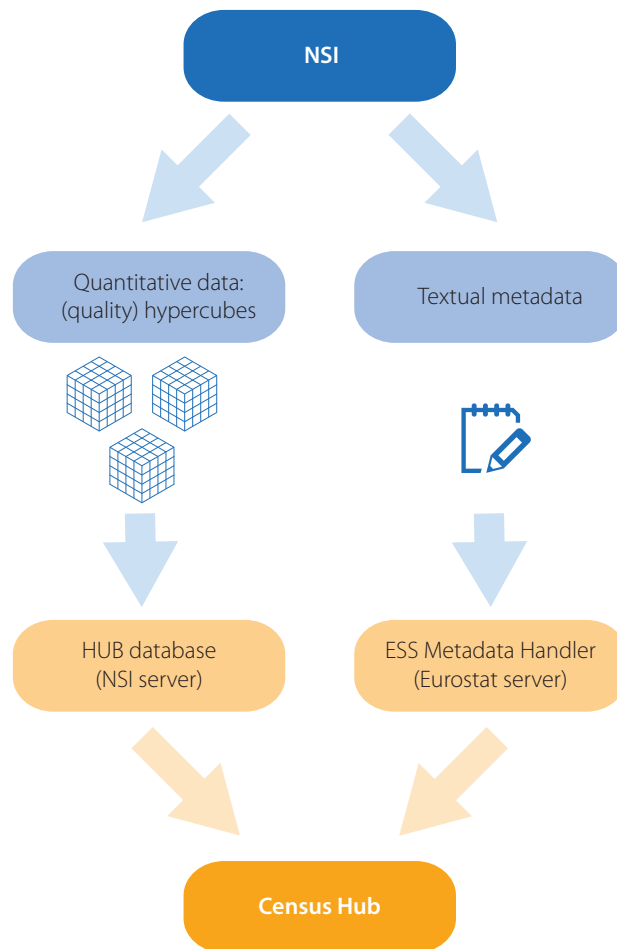 NSI
Quantitative data:
(quality) hypercubes
Textual metadata
HUB database
(NSI server)
ESS Metadata Handler
(Eurostat server)
Census Hub